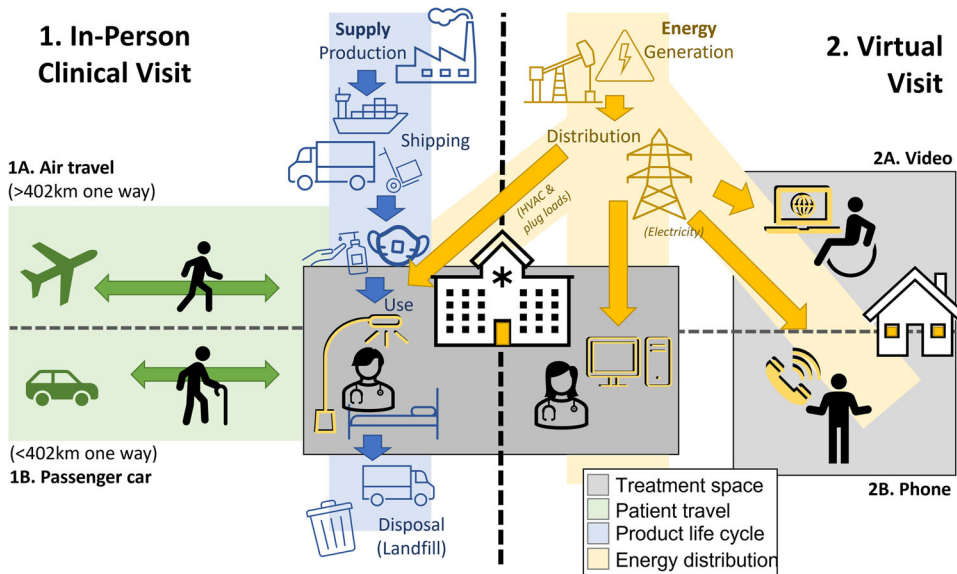 1. In-Person
Clinical Visit
Supply
Production
Shipping
Energy
Generation
Distribution
2. Virtual
Visit
1A. Air travel
(>402km one way)
(HVAC &
plug loads)
(Electricity)
2A. Video
Use
(<402km one way)
1B. Passenger car
Disposal
(Landfill)
2B. Phone
Treatment space
Patient travel
Product life cycle
Energy distribution